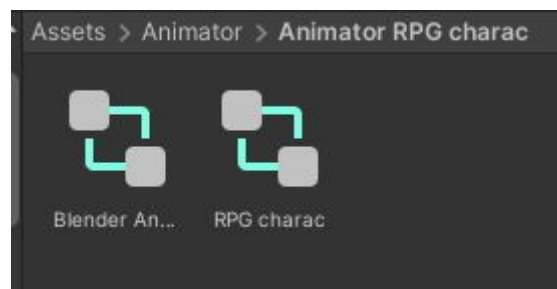 Assets > Animator > Animator RPG charac
Blender An... RPG charac